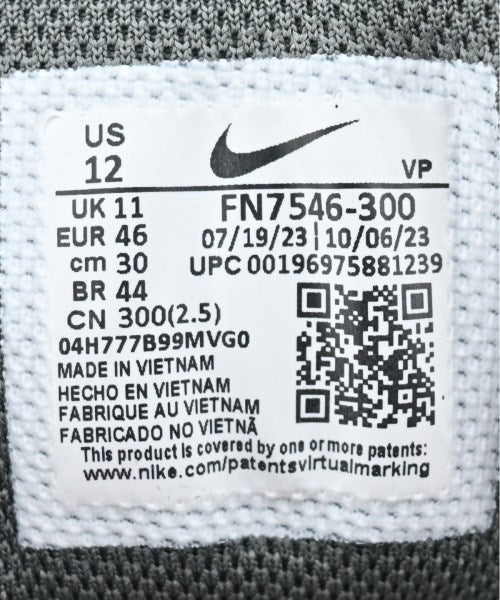 US
12
VP
UK 11
FN7546-300
EUR 46
07/19/23 | 10/06/23
cm 30
UPC 00196975881239
BR 44
CN 300(2.5)
04H777B99MVG0
MADE IN VIETNAM
HECHO EN VIETNAM
FABRIQUE AU VIETNAM
FABRICADO NO VIETNÃ
This product is covered by one or more patents:
www.nike.com/patentsvirtualmarking